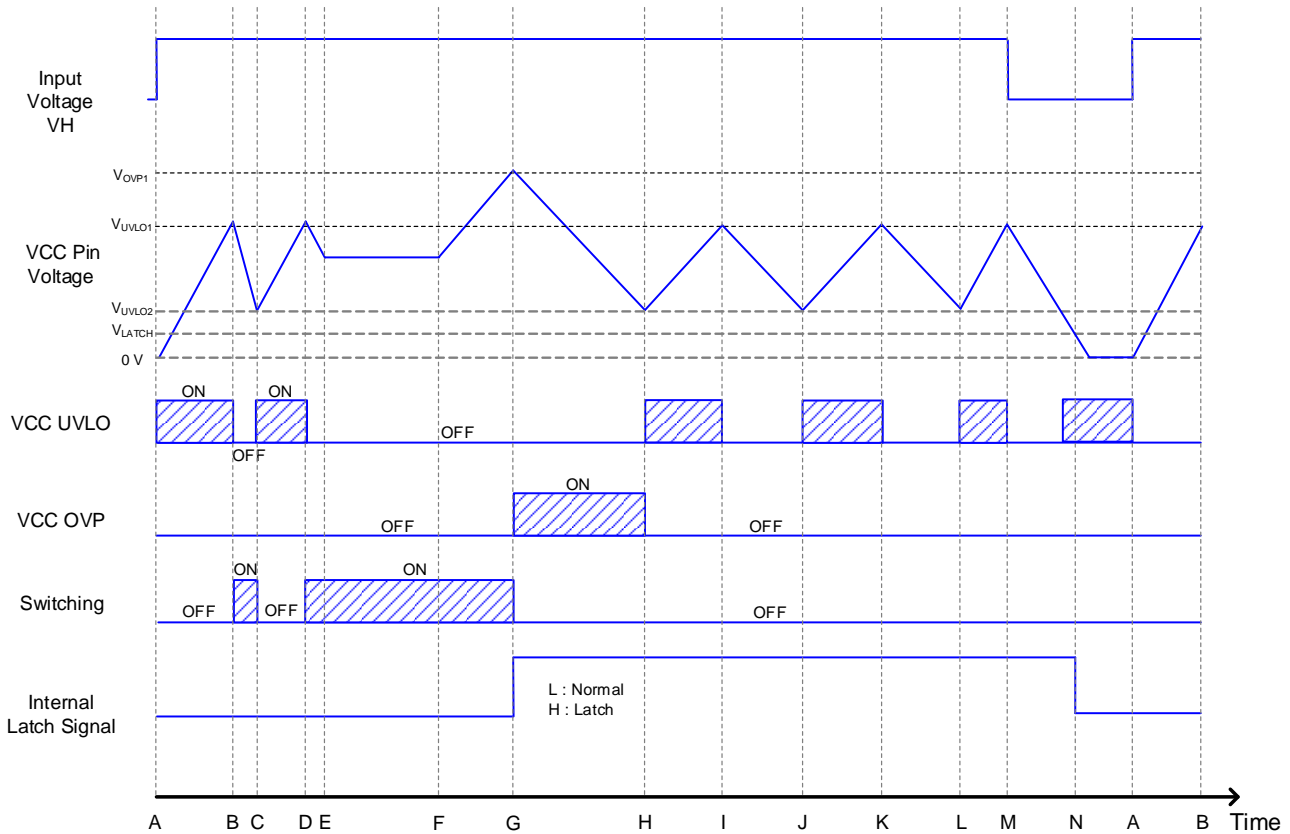 Input
Voltage
VH
VOVP1
VUVLO1
VCC Pin
Voltage
VUVLO2
VLATCH
0 V
ON
ON
VCC UVLO
OFF
OFF
ON
VCC OVP
OFF
OFF
ON
ON
Switching
OFF
OFF
OFF
Internal
Latch Signal
L : Normal
H : Latch
A B C D E F G H I J K L M N A B Time